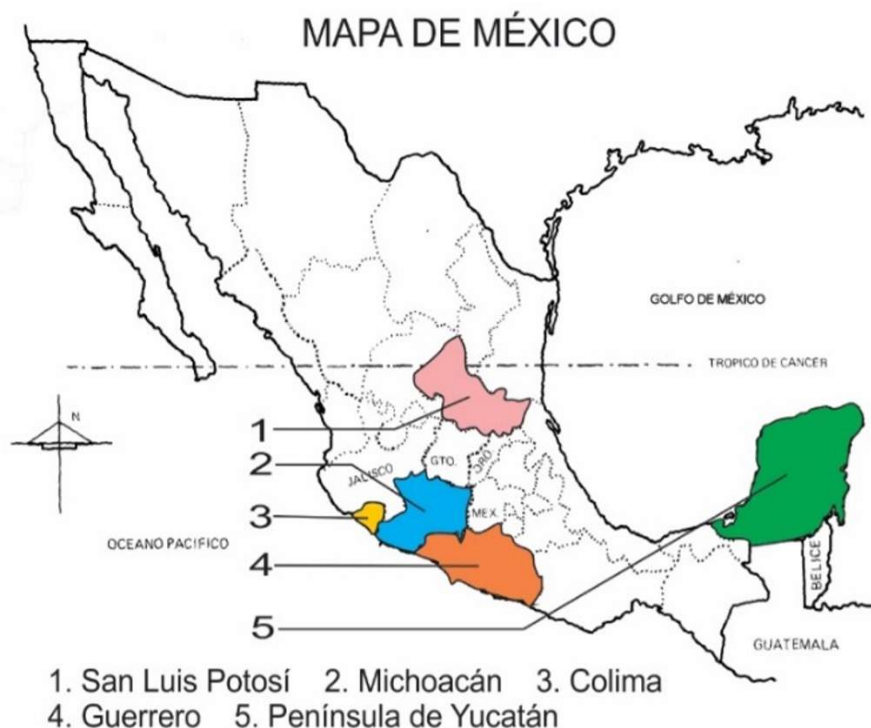 MAPA DE MÉXICO
GOLFO DE MÉXICO
TROPICO DE CANCER
N
1
2
GTO.
QRO
JALISCO
3
MEX.
OCEANO PACIFICO
4
BELICE
5
GUATEMALA
1. San Luis Potosí 2. Michoacán 3. Colima
4. Guerrero 5. Península de Yucatán